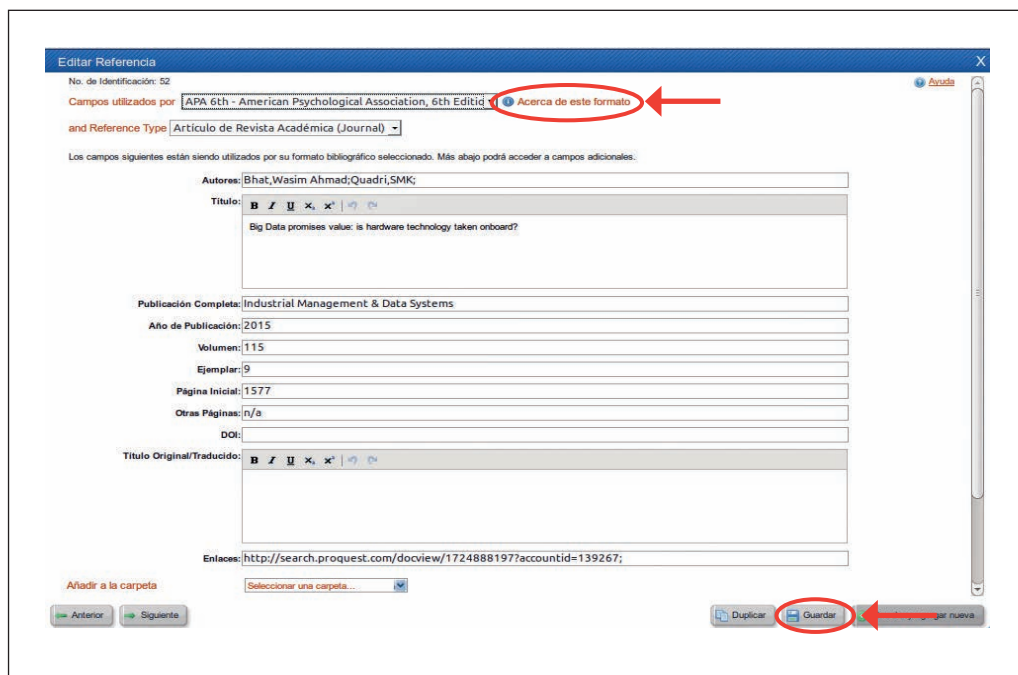 Editar Referencia X
No. de Identificación: 52 Ayuda
Campos utilizados por APA 6th - American Psychological Association, 6th Editio Acerca de este formato
and Reference Type Artículo de Revista Académica (Journal)
Los campos siguientes están siendo utilizados por su formato bibliográfico seleccionado. Más abajo podrá acceder a campos adicionales.
Autores: Bhat,Wasim Ahmad;Quadri,SMK;
Título: B I U X, x²
Big Data promises value: is hardware technology taken onboard?
Publicación Completa: Industrial Management & Data Systems
Año de Publicación: 2015
Volumen: 115
Ejemplar: 9
Página Inicial: 1577
Otras Páginas: n/a
DOI:
Título Original/Traducido: B I U X, x²
Enlaces: http://search.proquest.com/docview/1724888197?accountid=139267;
Añadir a la carpeta Seleccionar una carpeta...
Anterior Siguiente Duplicar Guardar nueva